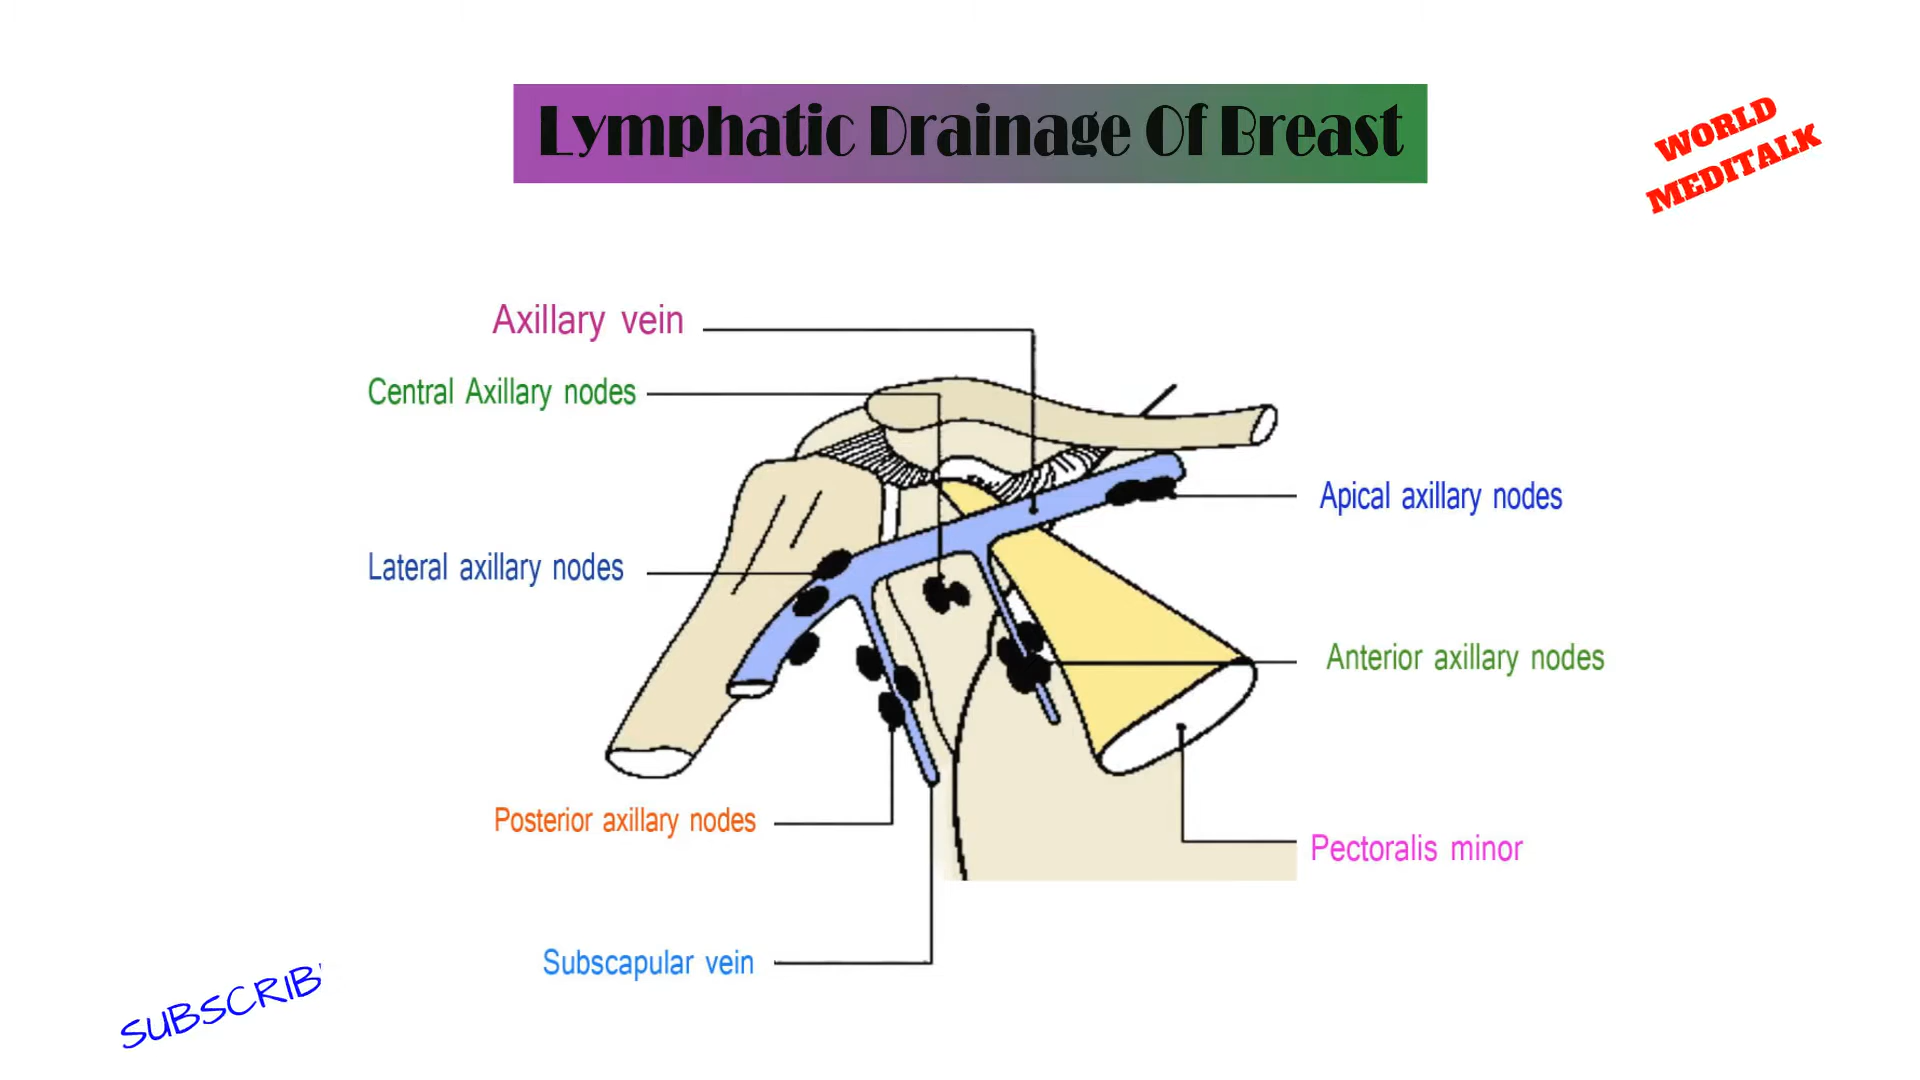 Lymphatic Drainage Of Breast
WORLD
MEDITALK
Axillary vein
Central Axillary nodes
Apical axillary nodes
Lateral axillary nodes
Anterior axillary nodes
Posterior axillary nodes
Pectoralis minor
Subscapular vein
SUBSCRIB